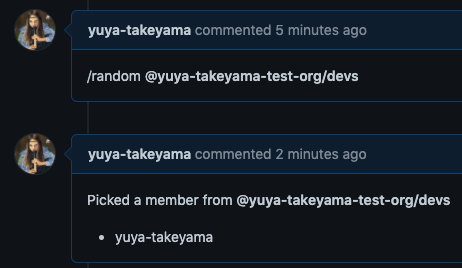 yuya-takeyama commented 5 minutes ago
/random @yuya-takeyama-test-org/devs
yuya-takeyama commented 2 minutes ago
Picked a member from @yuya-takeyama-test-org/devs
• yuya-takeyama